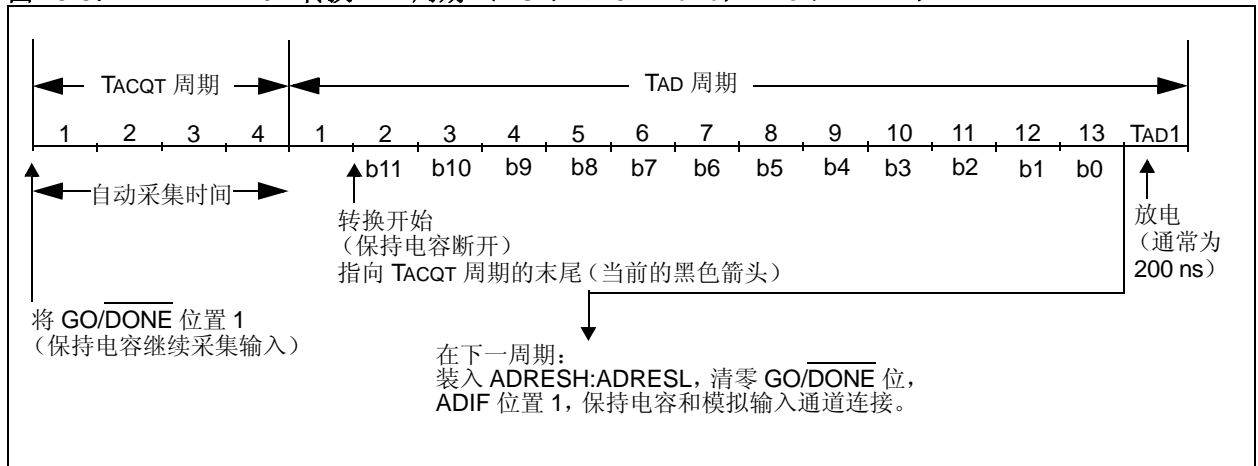 TACQT 周期
TAD 周期
1 2 3 4 1 2 3 4 5 6 7 8 9 10 11 12 13 TAD1
b11 b10 b9 b8 b7 b6 b5 b4 b3 b2 b1 b0
自动采集时间
转换开始
（保持电容断开）
指向 TACQT 周期的末尾（当前的黑色箭头）
放电
（通常为
200 ns）
将 GO/DONE 位置 1
（保持电容继续采集输入）
在下一周期：
装入 ADRESH:ADRESL，清零 GO/DONE 位，
ADIF 位置 1，保持电容和模拟输入通道连接。